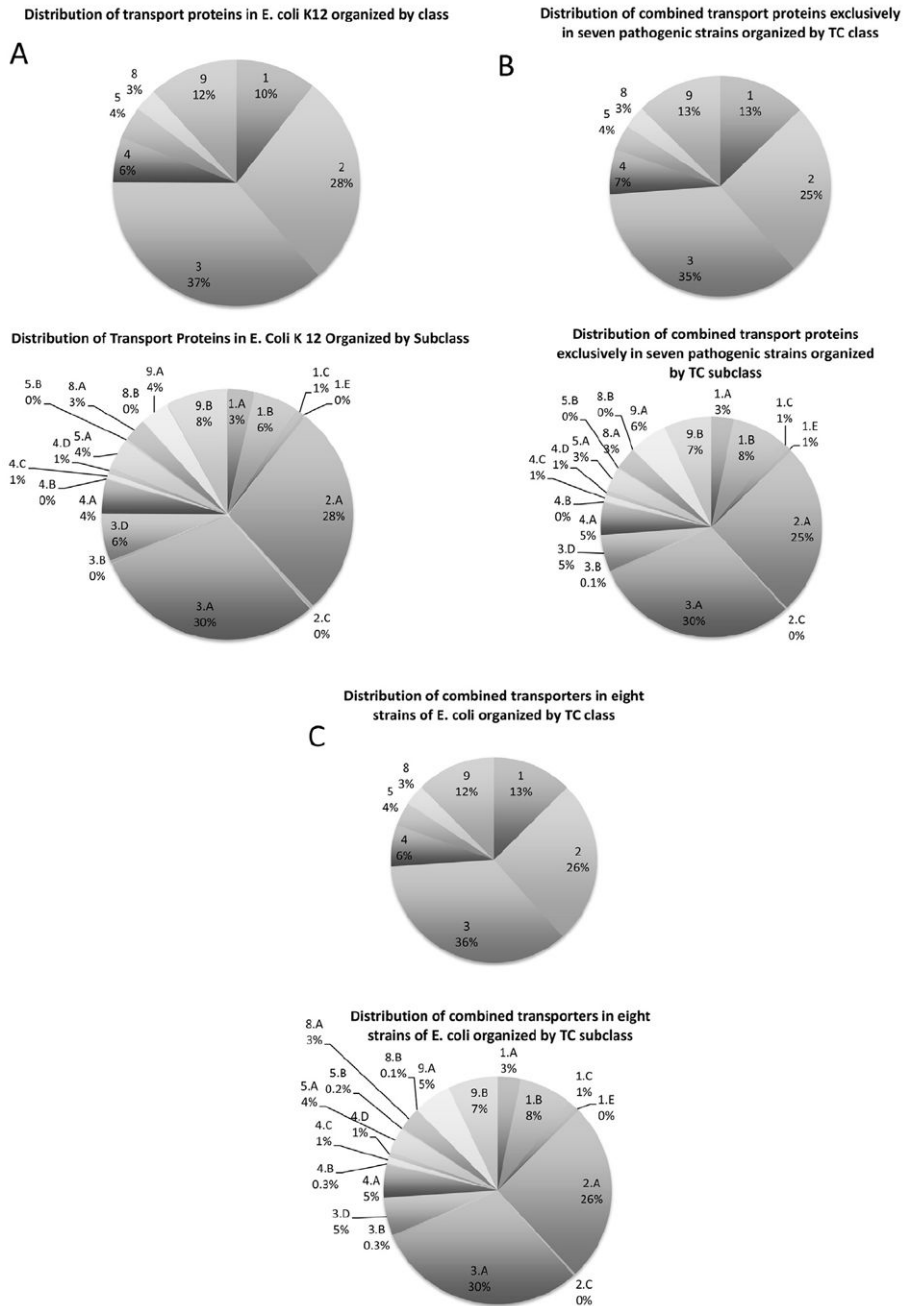 Distribution of transport proteins in E. coli K12 organized by class
A
8
3%
5
4%
4
6%
9
12%
1
10%
2
28%
3
37%
Distribution of combined transport proteins exclusively
in seven pathogenic strains organized by TC class
B
8
3%
5
4%
4
7%
9
13%
1
13%
2
25%
3
35%
Distribution of Transport Proteins in E. Coli K 12 Organized by Subclass
5.B
0%
8.A
3%
8.B
0%
9.A
4%
9.B
8%
1.A
3%
1.B
6%
1.C
1%
1.E
0%
4.D
1%
5.A
4%
4.C
1%
4.B
0%
4.A
4%
3.D
6%
3.B
0%
3.A
30%
2.A
28%
2.C
0%
Distribution of combined transport proteins
exclusively in seven pathogenic strains organized
by TC subclass
5.B
0%
8.B
0%
8.A
3%
9.A
6%
9.B
7%
1.A
3%
1.B
8%
1.C
1%
1.E
1%
4.D
1%
5.A
3%
4.C
1%
4.B
0%
4.A
5%
3.D
5%
3.B
0.1%
3.A
30%
2.A
25%
2.C
0%
Distribution of combined transporters in eight
strains of E. coli organized by TC class
C
8
3%
5
4%
4
6%
9
12%
1
13%
2
26%
3
36%
Distribution of combined transporters in eight
strains of E. coli organized by TC subclass
8.A
3%
5.B
0.2%
8.B
0.1%
9.A
5%
9.B
7%
1.A
3%
1.B
8%
1.C
1%
1.E
0%
5.A
4%
4.D
1%
4.C
1%
4.B
0.3%
4.A
5%
3.D
5%
3.B
0.3%
3.A
30%
2.A
26%
2.C
0%